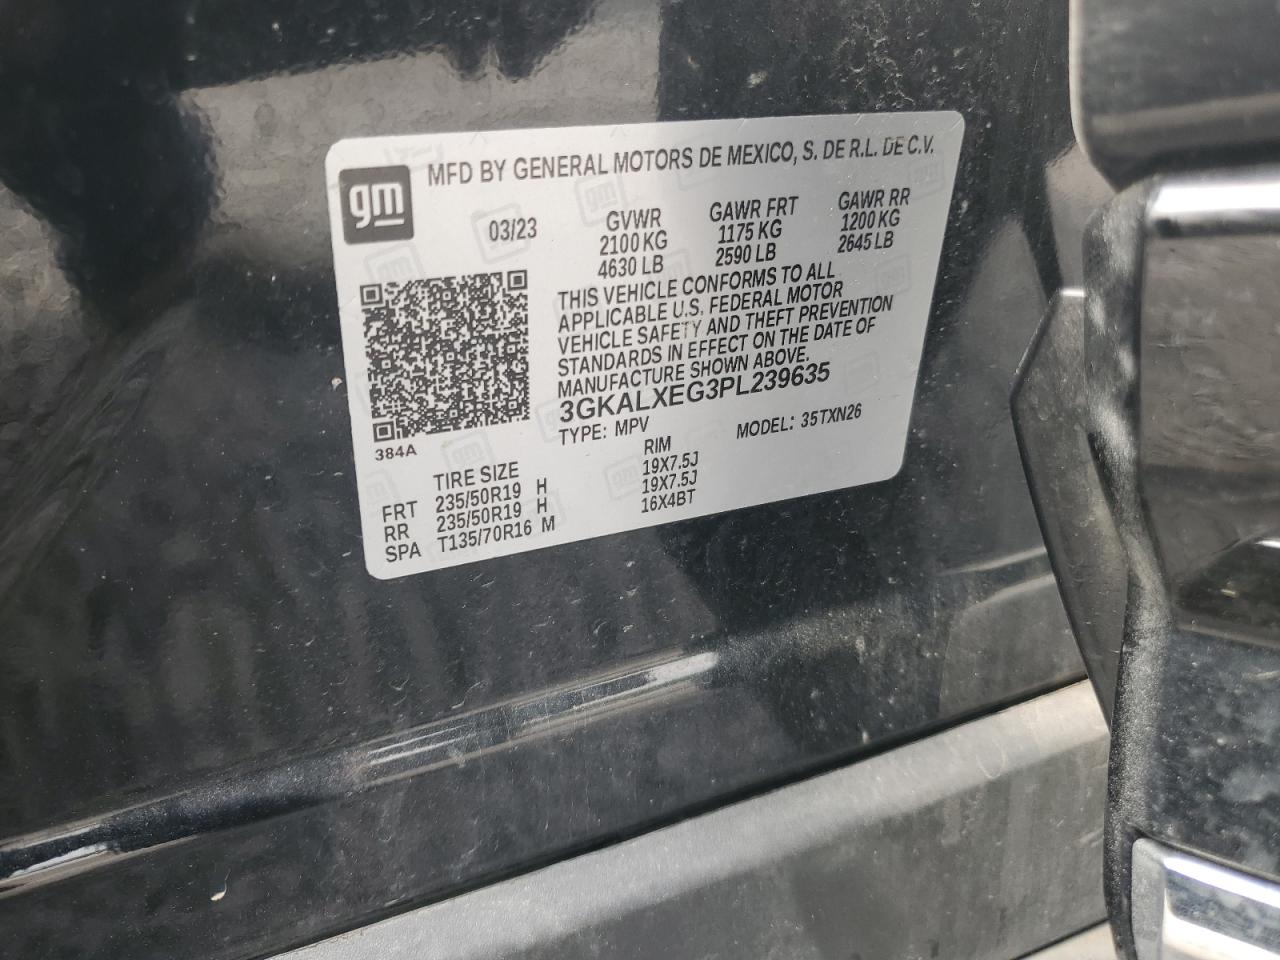 gm
MFD BY GENERAL MOTORS DE MEXICO, S. DE R.L. DE C.V.
03/23 GVWR GAWR FRT GAWR RR
2100 KG 1175 KG 1200 KG
4630 LB 2590 LB 2645 LB
THIS VEHICLE CONFORMS TO ALL
APPLICABLE U.S. FEDERAL MOTOR
VEHICLE SAFETY AND THEFT PREVENTION
STANDARDS IN EFFECT ON THE DATE OF
MANUFACTURE SHOWN ABOVE.
3GKALXEG3PL239635
TYPE: MPV MODEL: 35TXN26
384A
TIRE SIZE RIM
FRT 235/50R19 H 19X7.5J
RR 235/50R19 H 19X7.5J
SPA T135/70R16 M 16X4BT